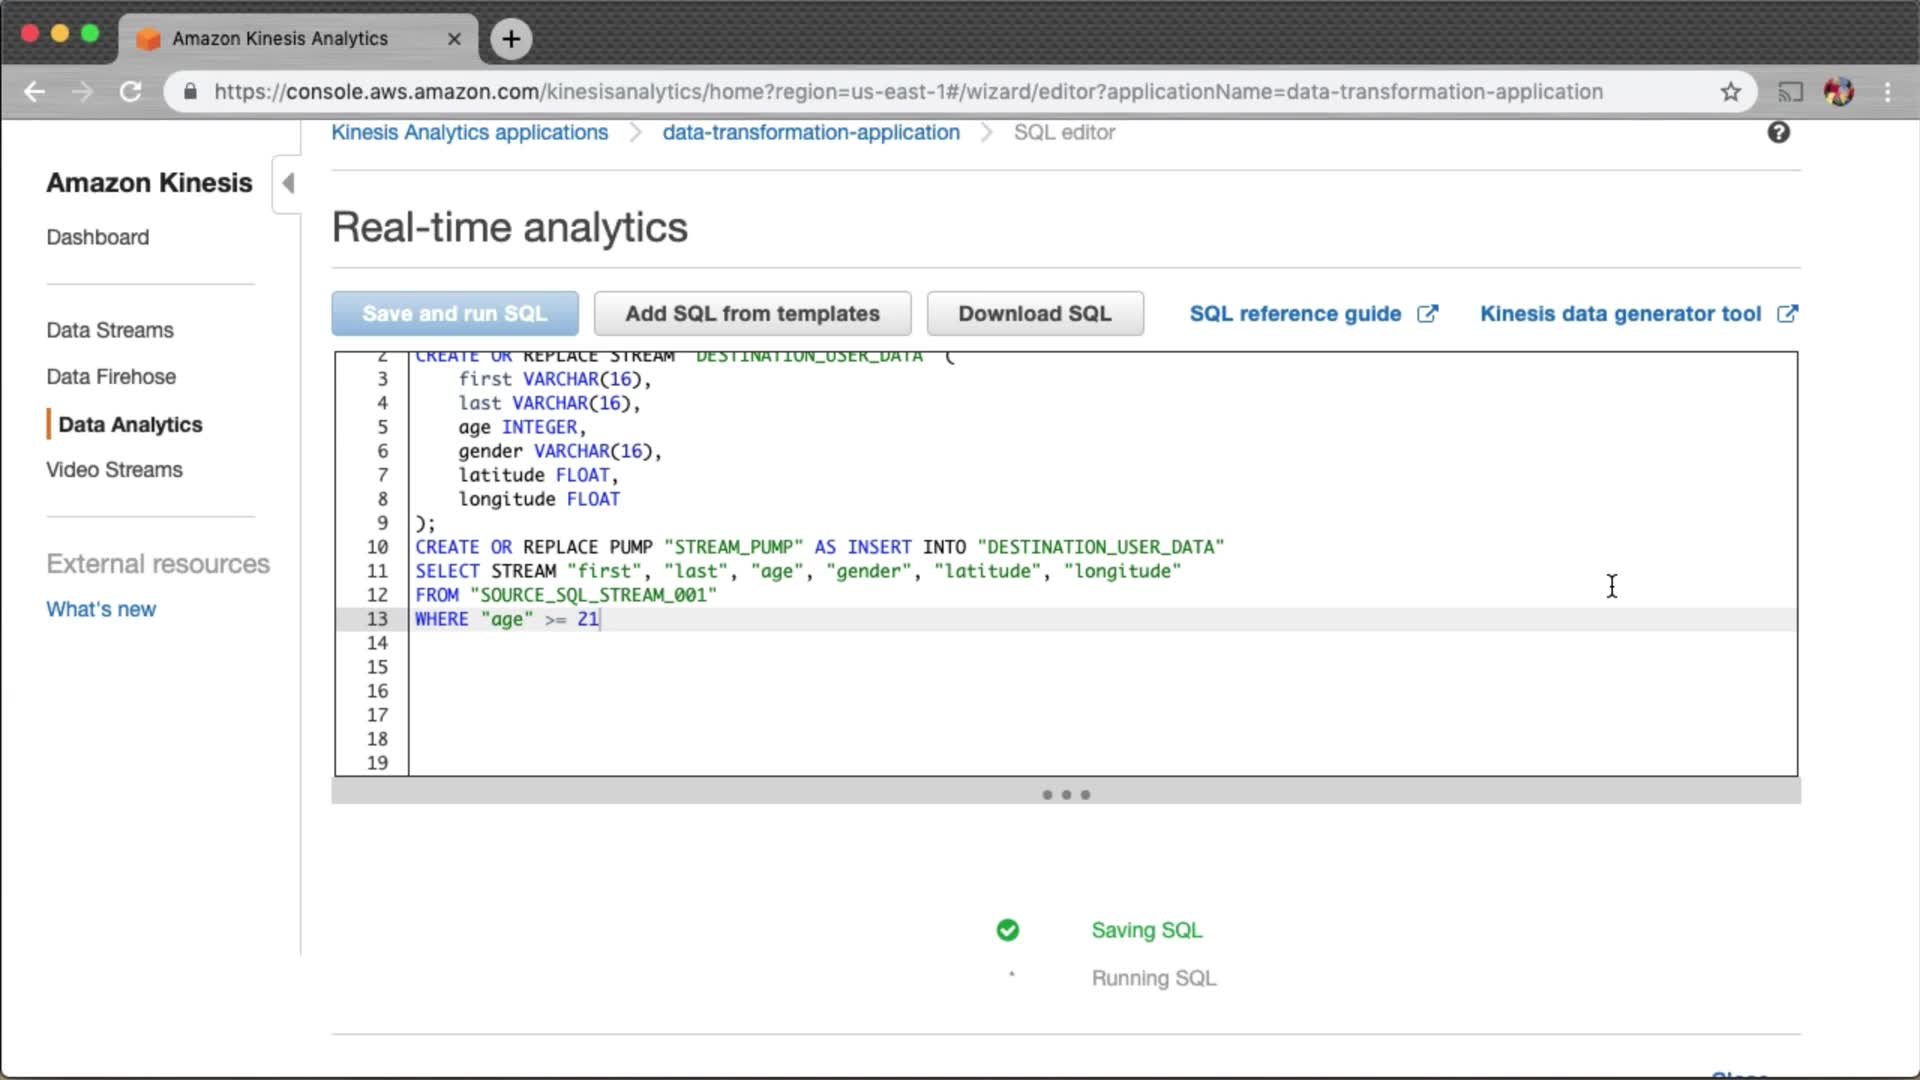 Amazon Kinesis Analytics
https://console.aws.amazon.com/kinesisanalytics/home?region=us-east-1#/wizard/editor?applicationName=data-transformation-application
Kinesis Analytics applications data-transformation-application SQL editor
Amazon Kinesis
Dashboard
Data Streams
Data Firehose
Data Analytics
Video Streams
External resources
What's new
Real-time analytics
Save and run SQL Add SQL from templates Download SQL SQL reference guide Kinesis data generator tool
2 CREATE OR REPLACE STREAM "DESTINATION_USER_DATA" (
3 first VARCHAR(16),
4 last VARCHAR(16),
5 age INTEGER,
6 gender VARCHAR(16),
7 latitude FLOAT,
8 longitude FLOAT
9 );
10 CREATE OR REPLACE PUMP "STREAM_PUMP" AS INSERT INTO "DESTINATION_USER_DATA"
11 SELECT STREAM "first", "last", "age", "gender", "latitude", "longitude"
12 FROM "SOURCE_SQL_STREAM_001"
13 WHERE "age" >= 21
14
15
16
17
18
19
Saving SQL
Running SQL